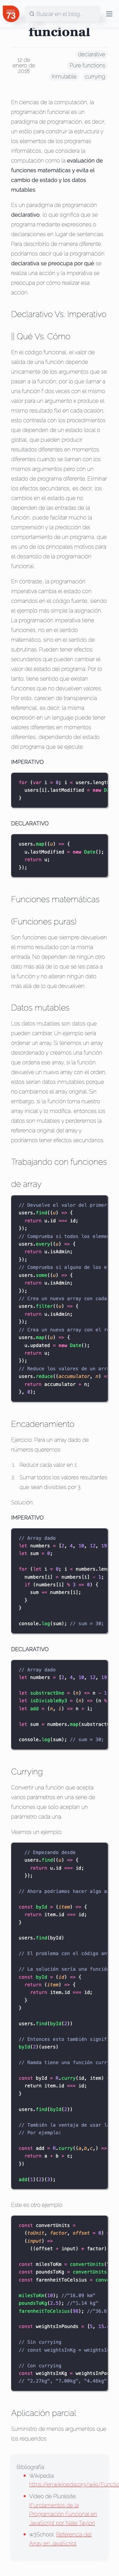 73
Buscar en el blog...
funcional
12 de
enero de
2018
declarative
Pure functions
Inmutable
currying
En ciencias de la computación, la
programación funcional es un
paradigma de programación, es decir,
un estilo para construir la estructura y
los elementos de los programas
informáticos, que considera la
computación como la evaluación de
funciones matemáticas y evita el
cambio de estado y los datos
mutables.
Es un paradigma de programación
declarativo, lo que significa que se
programa mediante expresiones o
declaraciones en lugar de sentencias.
Para describirlo de manera diferente,
podríamos decir que la programación
declarativa se preocupa por qué se
realiza una acción y la imperativa se
preocupa por cómo realizar esa
acción.
Declarativo Vs. Imperativo
|| Qué Vs. Cómo
En el código funcional, el valor de
salida de una función depende
únicamente de los argumentos que se
pasan a la función, por lo que llamar a
una función f dos veces con el mismo
valor para un argumento x produce el
mismo resultado f(x) en cada ocasión.
esto contrasta con los procedimientos
que dependen de un estado local o
global, que pueden producir
resultados diferentes en momentos
diferentes cuando se llaman con los
mismos argumentos pero con un
estado de programa diferente. Eliminar
los efectos secundarios, es decir, los
cambios en el estado que no
dependen de las entradas de la
función, puede facilitar mucho la
comprensión y la predicción del
comportamiento de un programa, que
es una de las motivaciones clave para
el desarrollo de la programación
funcional.
En contraste, la programación
imperativa cambia el estado con
comandos en el código fuente, siendo
el ejemplo más simple la asignación.
La programación imperativa tiene
funciones, no en el sentido
matemático, sino en el sentido de
subrutinas. Pueden tener efectos
secundarios que pueden cambiar el
valor del estado del programa. Por lo
tanto, tiene sentido que existan
funciones que no devuelven valores.
Por esto, carecen de transparencia
referencial, es decir, la misma
expresión en un lenguaje puede tener
valores diferentes en momentos
diferentes, dependiendo del estado
del programa que se ejecute.
IMPERATIVO
for (var i = 0; i < users.length
users[i].lastModified = new Da
}
DECLARATIVO
users.map((u) => {
u.lastModified = new Date();
return u;
});
Funciones matemáticas
(Funciones puras)
Son funciones que siempre devuelven
el mismo resultado con la misma
entrada. No dependen de ningún otro
dato más allá de lo que se les pasa a
la función y no alteran ningún dato
más allá de lo que devuelven.
Datos mutables
Los datos mutables son datos que
pueden cambiar. Un ejemplo sería
ordenar un array. Si tenemos un array
desordenado y creamos una función
que ordena ese array, si la función
devuelve un nuevo array con el orden,
estos serían datos inmutables porque
el array original no ha cambiado. Sin
embargo, si la función toma nuestro
array inicial y lo modifica, entonces los
datos son mutables y perderemos la
referencia original del array y
podríamos tener efectos secundarios.
Trabajando con funciones
de array
// Devuelve el valor del primer
users.find((u) => {
return u.id === id;
});
// Comprueba si todos los elemen
users.every((u) => {
return u.isAdmin;
});
// Comprueba si alguno de los el
users.some((u) => {
return u.isAdmin;
});
// Crea un nuevo array con cada
users.filter((u) => {
return u.isAdmin;
});
// Crea un nuevo array con el re
users.map((u) => {
u.updated = new Date();
return u;
});
// Reduce los valores de un arra
users.reduce((accumulator, n) =>
return accumulator + n;
}, 0);
Encadenamiento
Ejercicio: Para un array dado de
números queremos
1. Reducir cada valor en 1
2. Sumar todos los valores resultantes
que sean divisibles por 3.
Solución:
IMPERATIVO
// Array dado
let numbers = [2, 4, 10, 12, 19
let sum = 0;
for (let i = 0; i < numbers.leng
numbers[i] = numbers[i] - 1;
if (numbers[i] % 3 == 0) {
sum += numbers[i];
}
}
console.log(sum); // sum = 30;
DECLARATIVO
// Array dado
let numbers = [2, 4, 10, 12, 19
let substractOne = (n) => n - 1;
let isDivisibleBy3 = (n) => (n %
let add = (n, i) => n + i;
let sum = numbers.map(substractO
console.log(sum); // sum = 30;
Currying
Convertir una función que acepta
varios parámetros en una serie de
funciones que solo aceptan un
parámetro cada una.
Veamos un ejemplo:
// Empezando desde
users.find((u) => {
return u.id === id;
});
// Ahora podríamos hacer algo as
const byId = (item) => {
return item.id === id;
}
users.find(byId)
// El problema con el código ant
// La solución sería una función
const byId = (id) => {
return (item) => {
return item.id === id;
}
}
users.find(byId(2))
// Entonces esto también signifi
byId(2)(users)
// Ramda tiene una función curry
const byId = R.curry(id, item) =
return item.id === id;
}
users.find(byId(2))
// También la ventaja de usar la
// Por ejemplo:
const add = R.curry((a,b,c,) =>
return a + b + c;
})
add(1)(2)(3);
Este es otro ejemplo:
const convertUnits =
(toUnit, factor, offset = 0) =
(input) =>
((offset + input) * factor).
const milesToKm = convertUnits('
const poundsToKg = convertUnits(
const farenheitToCelsius = conve
milesToKm(10); //"16.09 km"
poundsToKg(2.5); //"1.14 kg"
farenheitToCelsius(98); //"36.6
const weightsInPounds = [5, 15.4
// Sin currying
// const weightsInKg = weightsIn
// Con currying
const weightsInKg = weightsInPou
// "2.27kg", "7.00kg", "4.45kg",
Aplicación parcial
Suministro de menos argumentos que
los requeridos.
Bibliografía
Wikipedia:
https://en.wikipedia.org/wiki/Functio
Vídeo de Pluralsite:
(Fundamentos de la
Programación Funcional en
JavaScript por Nate Taylor)
w3School: Referencia del
Array en JavaScript